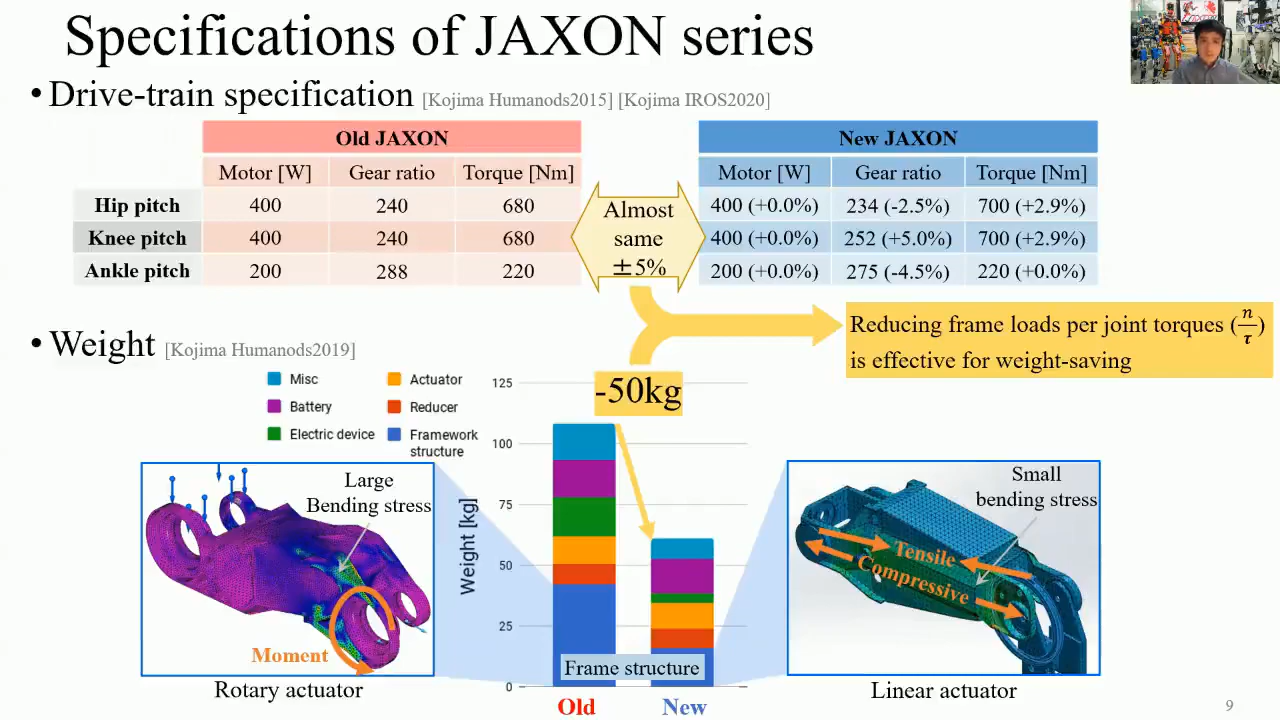 Specifications of JAXON series
• Drive-train specification [Kojima Humanods2015] [Kojima IROS2020]
Old JAXON
Motor [W] Gear ratio Torque [Nm]
Hip pitch 400 240 680
Knee pitch 400 240 680
Ankle pitch 200 288 220
Almost
same
±5%
New JAXON
Motor [W] Gear ratio Torque [Nm]
400 (+0.0%) 234 (-2.5%) 700 (+2.9%)
400 (+0.0%) 252 (+5.0%) 700 (+2.9%)
200 (+0.0%) 275 (-4.5%) 220 (+0.0%)
Reducing frame loads per joint torques (n/τ)
is effective for weight-saving
• Weight [Kojima Humanods2019]
Misc Actuator
Battery Reducer
Electric device Framework
structure
-50kg
125
100
75
50
25
0
Weight [kg]
Frame structure
Old New
Large
Bending stress
Moment
Rotary actuator
Small
bending stress
Tensile
Compressive
Linear actuator
9